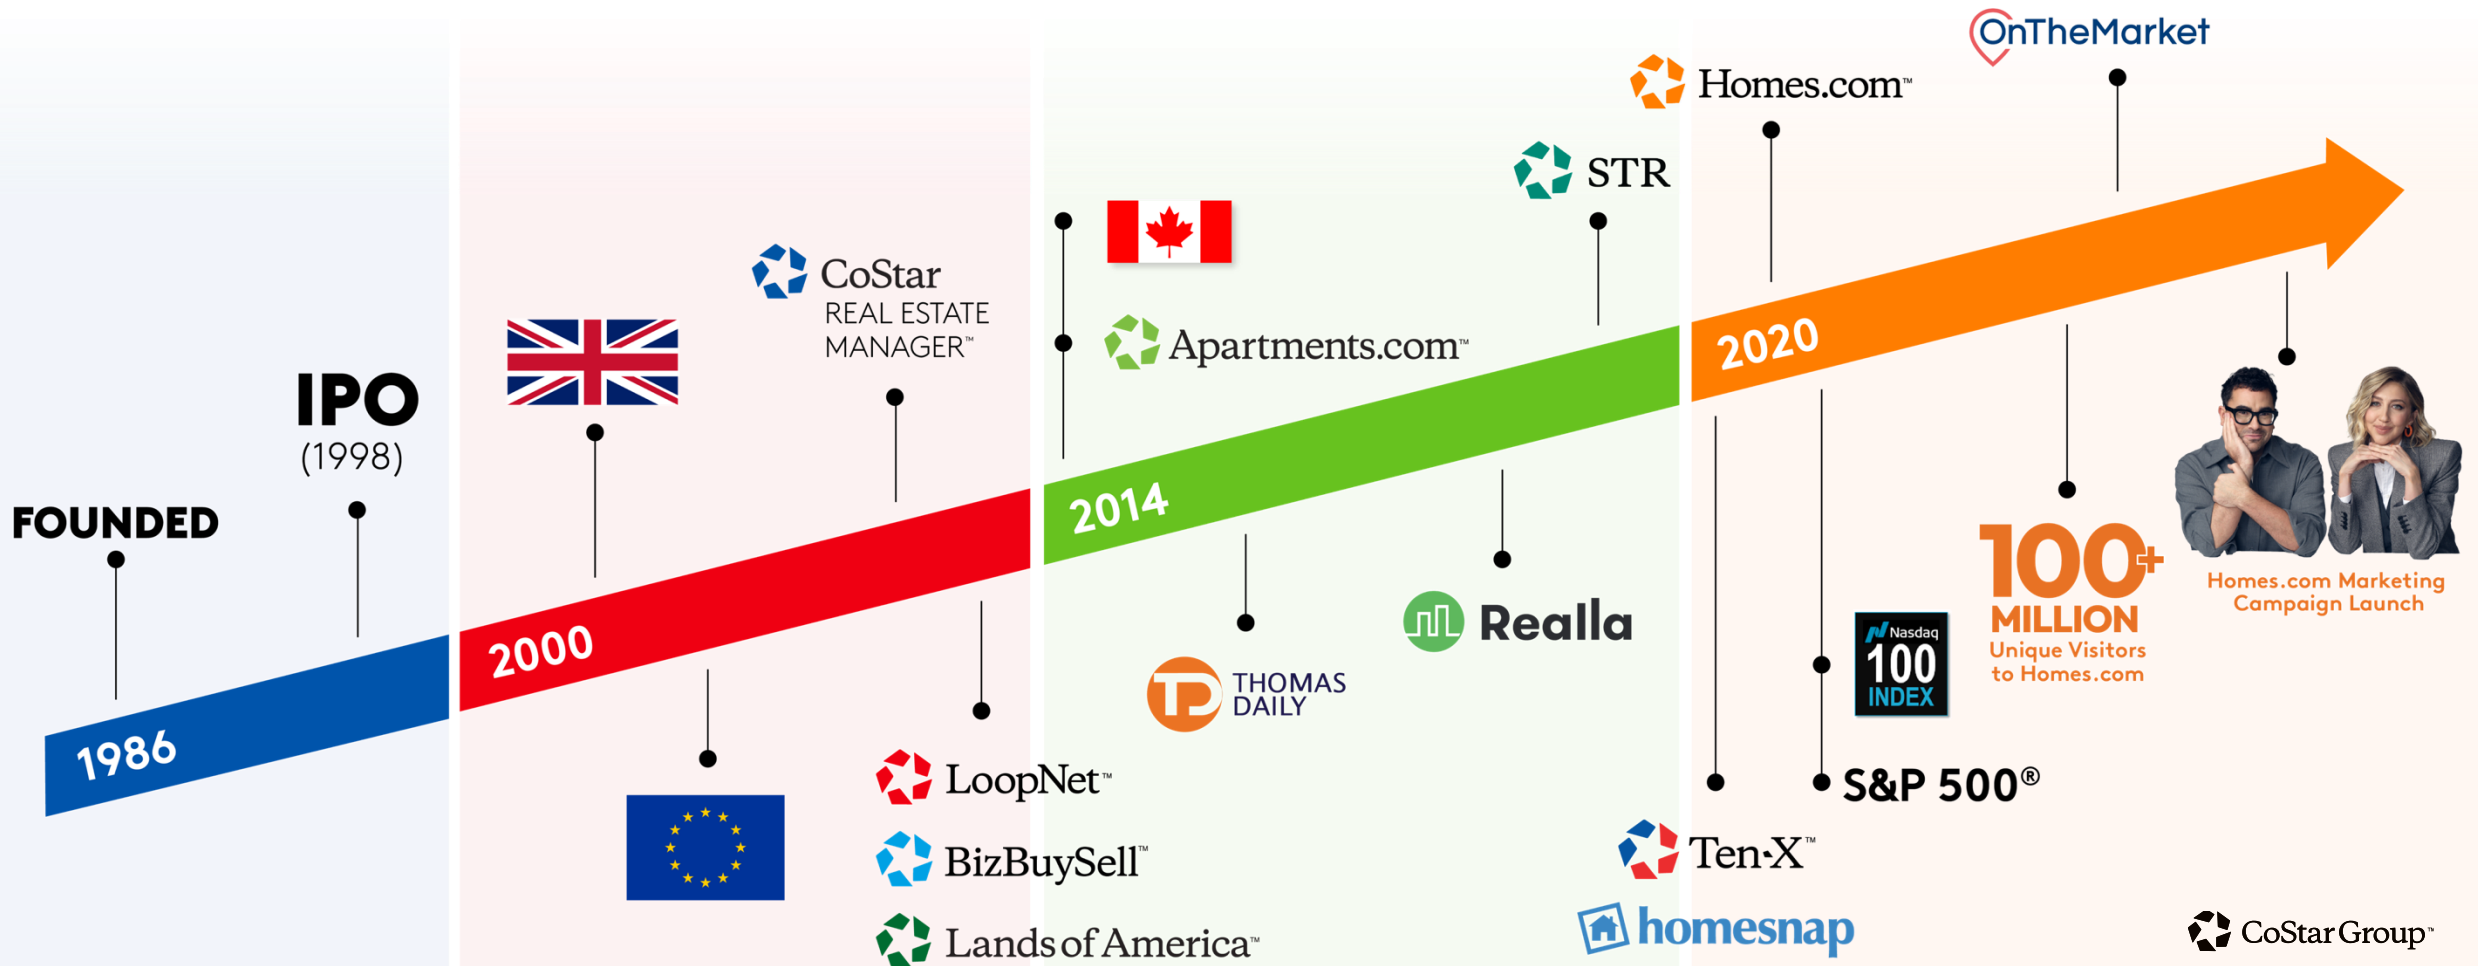 FOUNDED
1986
IPO
(1998)
2000
CoStar
REAL ESTATE
MANAGER™
LoopNet™
BizBuySell™
Lands of America™
2014
Apartments.com™
THOMAS
DAILY
Realla
STR
2020
Homes.com™
Ten-X™
homesnap
Nasdaq
100
INDEX
S&P 500®
OnTheMarket
100+
MILLION
Unique Visitors
to Homes.com
Homes.com Marketing
Campaign Launch
CoStar Group™